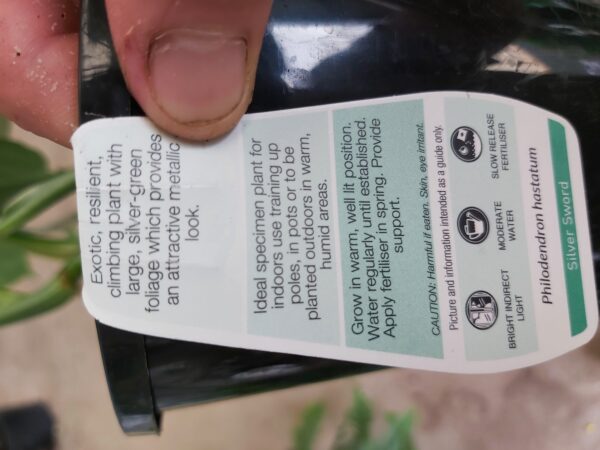 Exotic, resilient,
climbing plant with
large, silver-green
foliage which provides
an attractive metallic
look.
Ideal specimen plant for
indoors use training up
poles, in pots or to be
planted outdoors in warm,
humid areas.
Grow in warm, well lit position.
Water regularly until established.
Apply fertiliser in spring. Provide
support.
CAUTION: Harmful if eaten. Skin, eye irritant.
Picture and information intended as a guide only.
BRIGHT INDIRECT
LIGHT
MODERATE
WATER
SLOW RELEASE
FERTILISER
Philodendron hastatum
Silver Sword